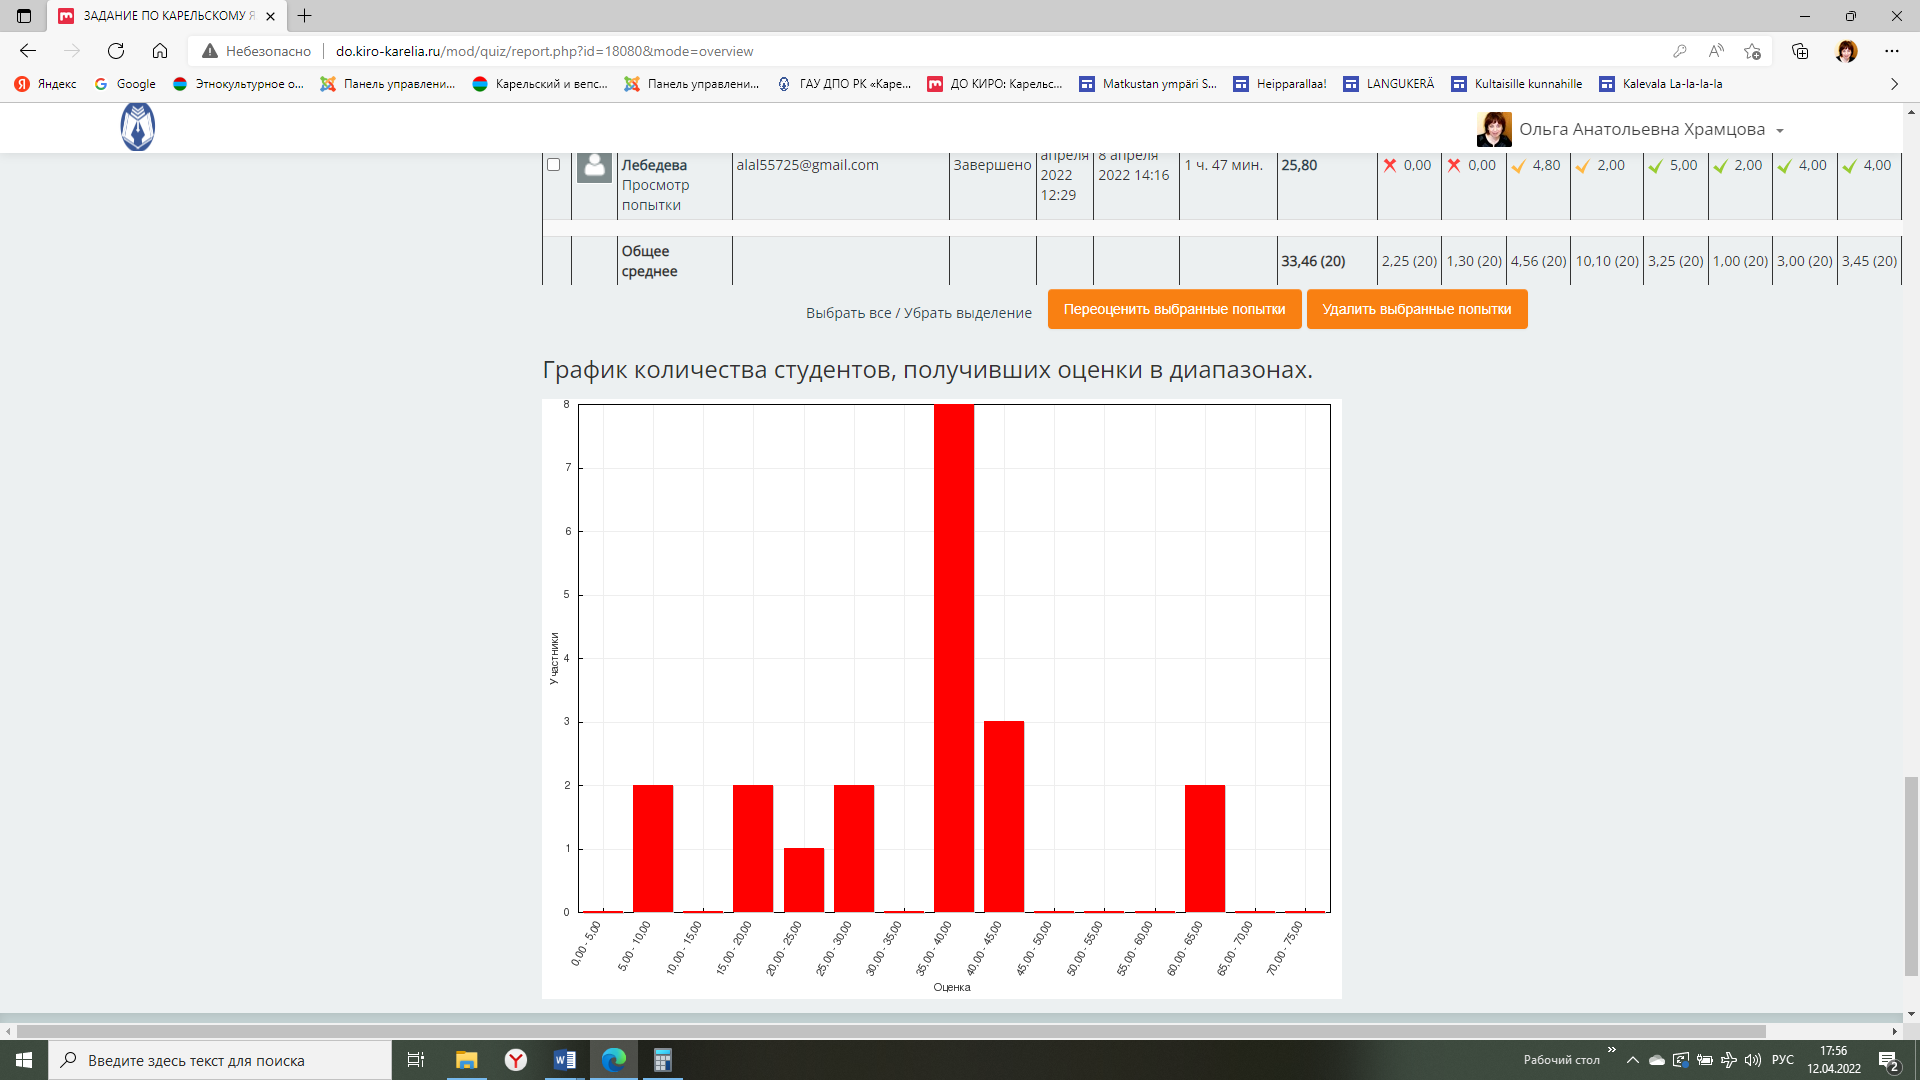 ЗАДАНИЕ ПО КАРЕЛЬСКОМУ Я
Небезопасно do.kiro-karelia.ru/mod/quiz/report.php?id=18080&mode=overview
Яндекс Google Этнокультурное о... Панель управлени... Карельский и вепс... Панель управлени... ГАУ ДПО РК «Каре... ДО КИРО: Карельс... Matkustan ympäri S... Heipparallaa! LANGUKERÄ Kultaisille kunnahille Kalevala La-la-la-la
Ольга Анатольевна Храмцова
Лебедева
Просмотр
попытки
alal55725@gmail.com
Завершено
апреля
2022
12:29
8 апреля
2022 14:16
1 ч. 47 мин.
25,80
0,00 0,00 4,80 2,00 5,00 2,00 4,00 4,00
Общее
среднее
33,46 (20) 2,25 (20) 1,30 (20) 4,56 (20) 10,10 (20) 3,25 (20) 1,00 (20) 3,00 (20) 3,45 (20)
Выбрать все / Убрать выделение Переоценить выбранные попытки Удалить выбранные попытки
График количества студентов, получивших оценки в диапазонах.
8
7
6
5
4
3
2
1
0
Участники
0,00 - 5,00 5,00 - 10,00 10,00 - 15,00 15,00 - 20,00 20,00 - 25,00 25,00 - 30,00 30,00 - 35,00 35,00 - 40,00 40,00 - 45,00 45,00 - 50,00 50,00 - 55,00 55,00 - 60,00 60,00 - 65,00 65,00 - 70,00 70,00 - 75,00
Оценка
Введите здесь текст для поиска
Рабочий стол
РУС
17:56
12.04.2022
2